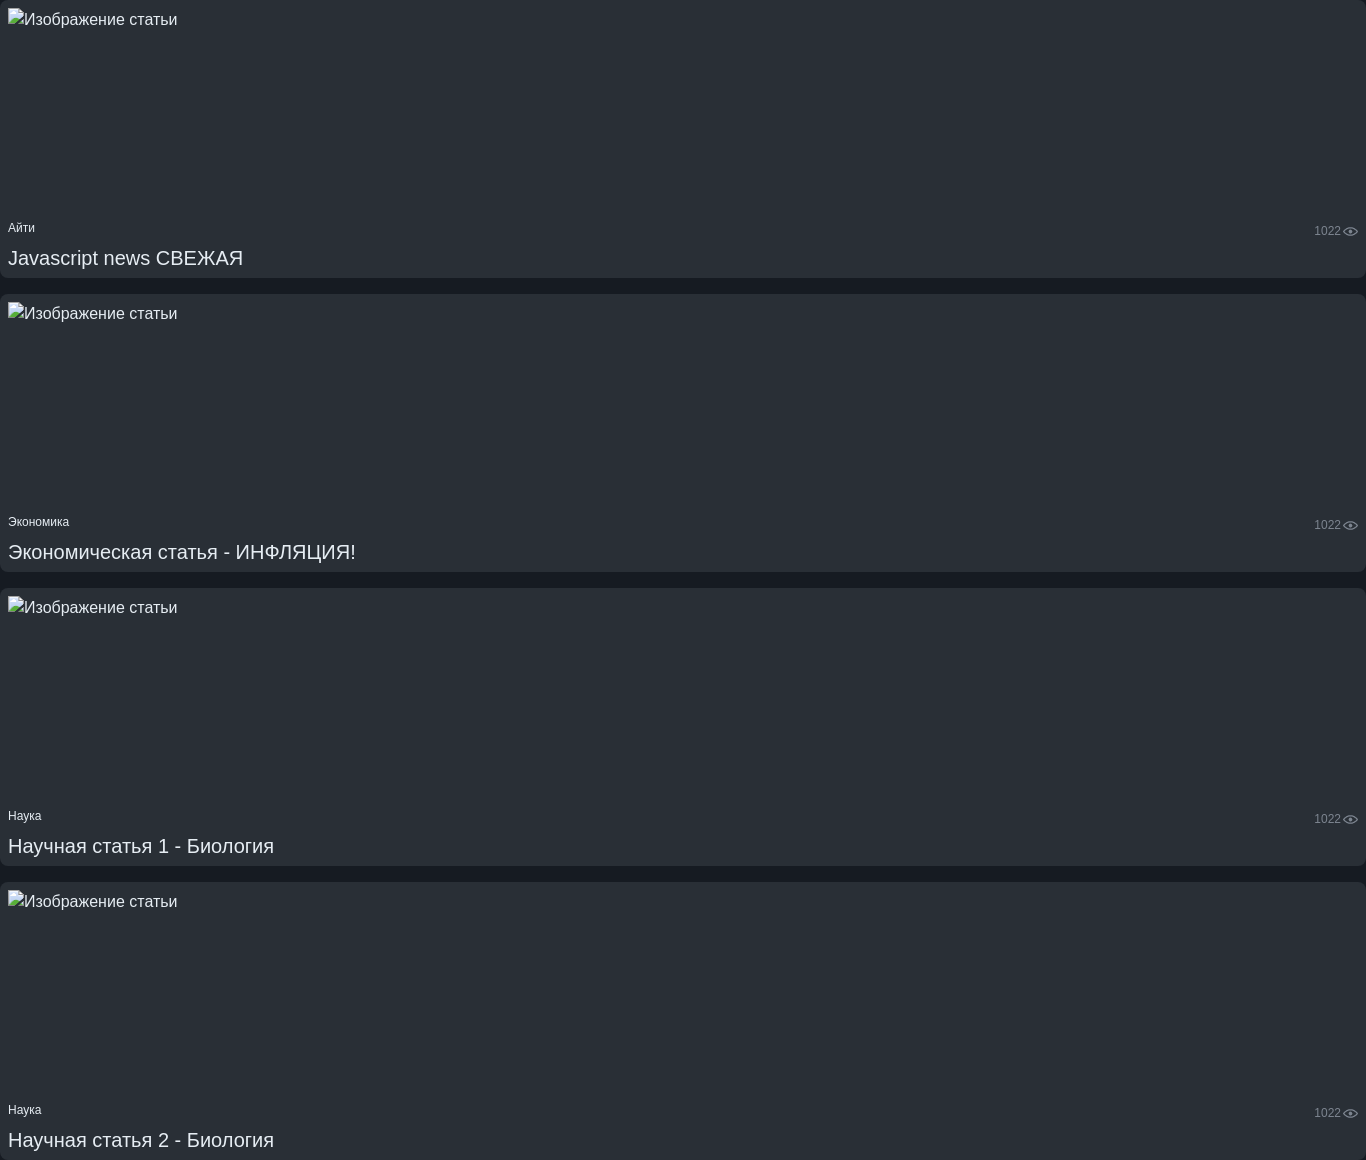 Изображение статьи
Айти
1022
Javascript news СВЕЖАЯ
Изображение статьи
Экономика
1022
Экономическая статья - ИНФЛЯЦИЯ!
Изображение статьи
Наука
1022
Научная статья 1 - Биология
Изображение статьи
Наука
1022
Научная статья 2 - Биология